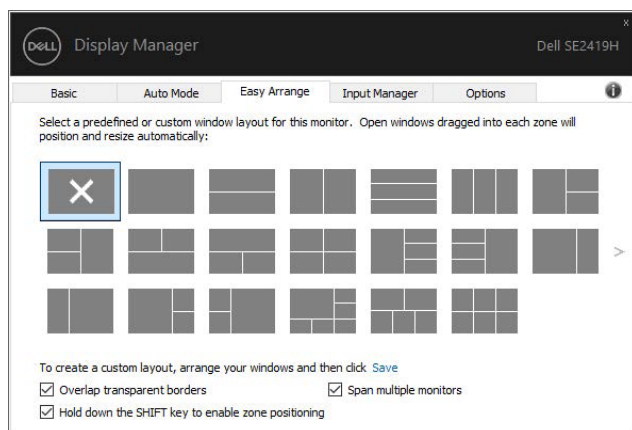 DELL Display Manager Dell SE2419H
Basic Auto Mode Easy Arrange Input Manager Options
Select a predefined or custom window layout for this monitor. Open windows dragged into each zone will
position and resize automatically:
To create a custom layout, arrange your windows and then click Save
Overlap transparent borders Span multiple monitors
Hold down the SHIFT key to enable zone positioning